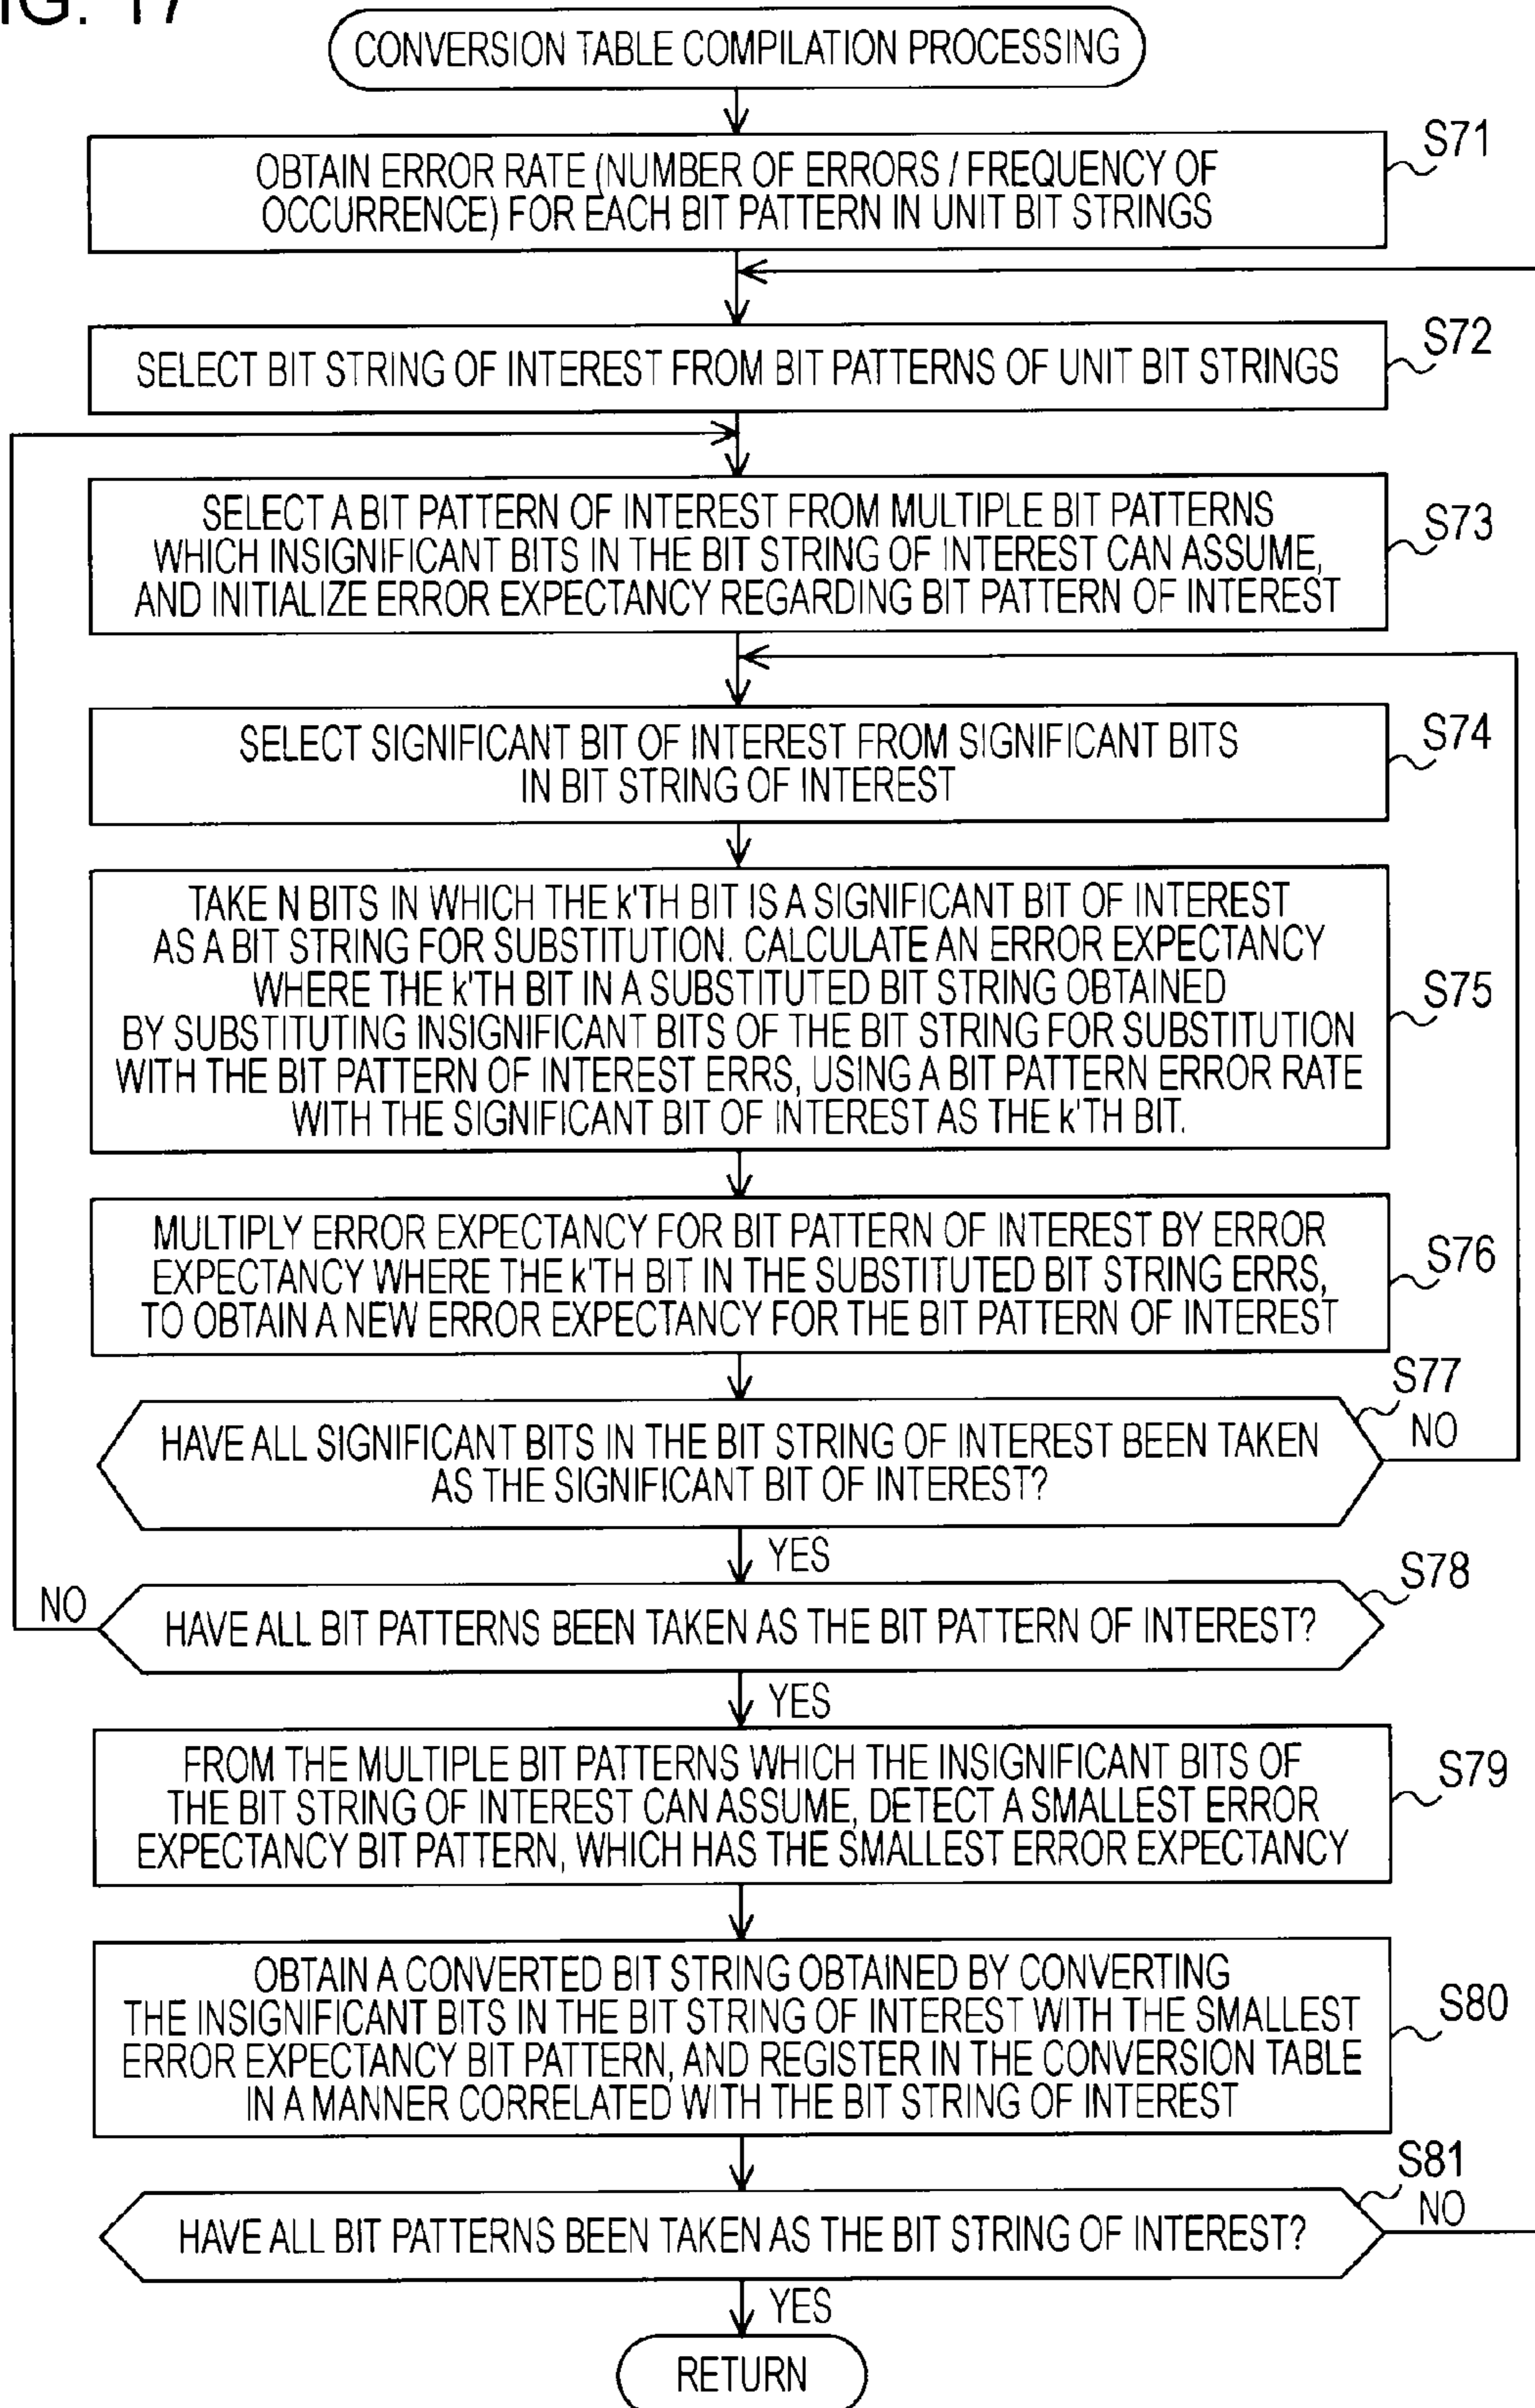 FIG. 17
CONVERSION TABLE COMPILATION PROCESSING
S71
OBTAIN ERROR RATE (NUMBER OF ERRORS / FREQUENCY OF
OCCURRENCE) FOR EACH BIT PATTERN IN UNIT BIT STRINGS
S72
SELECT BIT STRING OF INTEREST FROM BIT PATTERNS OF UNIT BIT STRINGS
S73
SELECT A BIT PATTERN OF INTEREST FROM MULTIPLE BIT PATTERNS
WHICH INSIGNIFICANT BITS IN THE BIT STRING OF INTEREST CAN ASSUME,
AND INITIALIZE ERROR EXPECTANCY REGARDING BIT PATTERN OF INTEREST
S74
SELECT SIGNIFICANT BIT OF INTEREST FROM SIGNIFICANT BITS
IN BIT STRING OF INTEREST
S75
TAKE N BITS IN WHICH THE k'TH BIT IS A SIGNIFICANT BIT OF INTEREST
AS A BIT STRING FOR SUBSTITUTION. CALCULATE AN ERROR EXPECTANCY
WHERE THE k'TH BIT IN A SUBSTITUTED BIT STRING OBTAINED
BY SUBSTITUTING INSIGNIFICANT BITS OF THE BIT STRING FOR SUBSTITUTION
WITH THE BIT PATTERN OF INTEREST ERRS, USING A BIT PATTERN ERROR RATE
WITH THE SIGNIFICANT BIT OF INTEREST AS THE k'TH BIT.
S76
MULTIPLY ERROR EXPECTANCY FOR BIT PATTERN OF INTEREST BY ERROR
EXPECTANCY WHERE THE k'TH BIT IN THE SUBSTITUTED BIT STRING ERRS,
TO OBTAIN A NEW ERROR EXPECTANCY FOR THE BIT PATTERN OF INTEREST
S77
HAVE ALL SIGNIFICANT BITS IN THE BIT STRING OF INTEREST BEEN TAKEN
AS THE SIGNIFICANT BIT OF INTEREST?
NO
YES
S78
NO
HAVE ALL BIT PATTERNS BEEN TAKEN AS THE BIT PATTERN OF INTEREST?
YES
S79
FROM THE MULTIPLE BIT PATTERNS WHICH THE INSIGNIFICANT BITS OF
THE BIT STRING OF INTEREST CAN ASSUME, DETECT A SMALLEST ERROR
EXPECTANCY BIT PATTERN, WHICH HAS THE SMALLEST ERROR EXPECTANCY
S80
OBTAIN A CONVERTED BIT STRING OBTAINED BY CONVERTING
THE INSIGNIFICANT BITS IN THE BIT STRING OF INTEREST WITH THE SMALLEST
ERROR EXPECTANCY BIT PATTERN, AND REGISTER IN THE CONVERSION TABLE
IN A MANNER CORRELATED WITH THE BIT STRING OF INTEREST
S81
NO
HAVE ALL BIT PATTERNS BEEN TAKEN AS THE BIT STRING OF INTEREST?
YES
RETURN